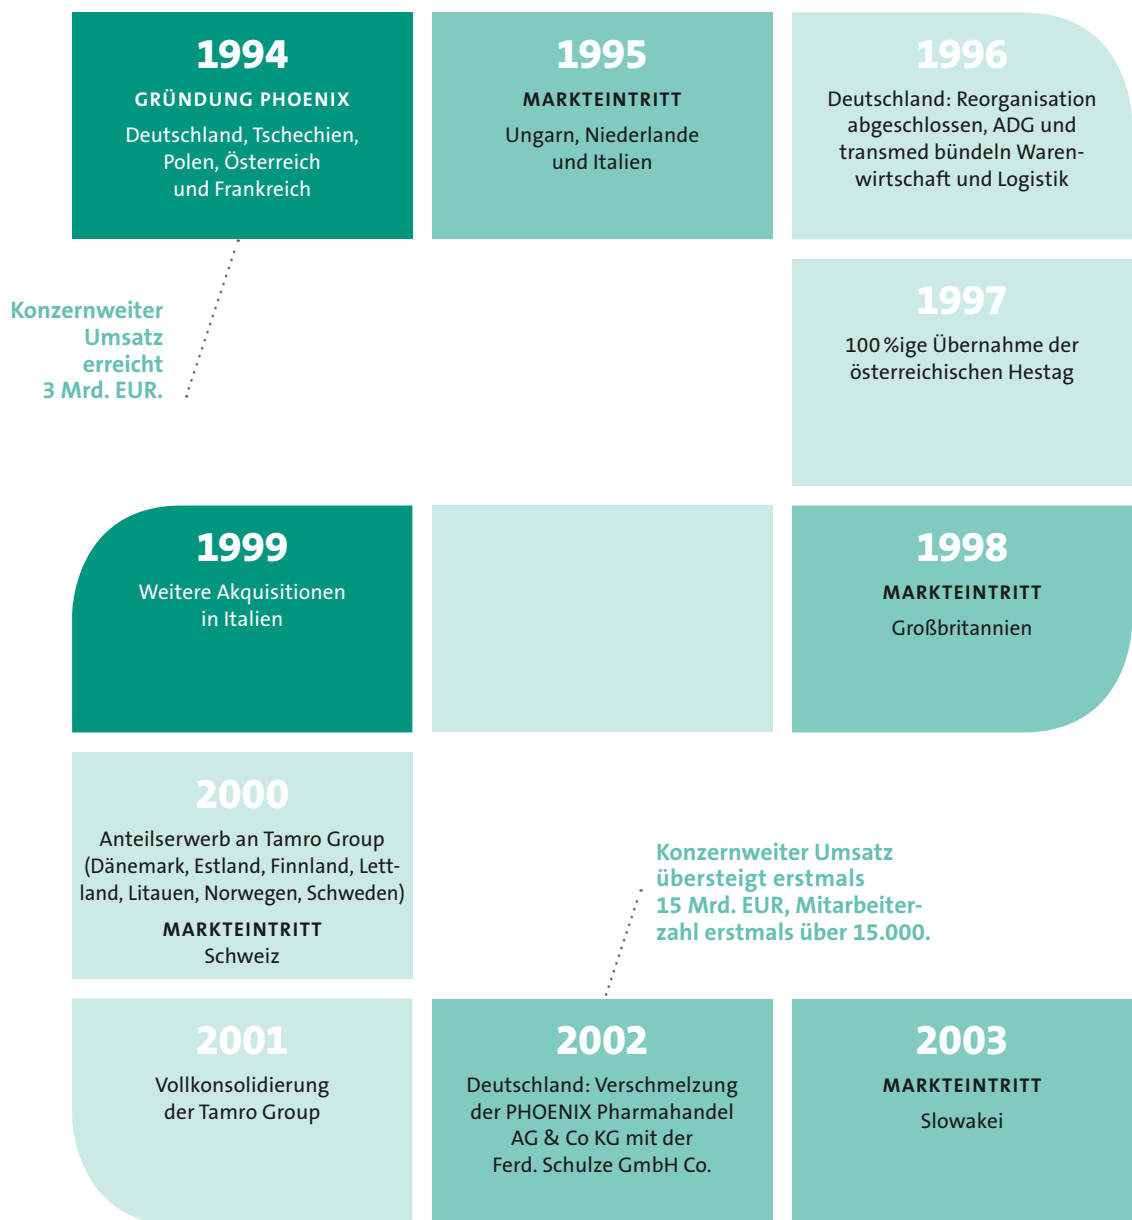 1994
GRÜNDUNG PHOENIX
Deutschland, Tschechien,
Polen, Österreich
und Frankreich
Konzernweiter
Umsatz
erreicht
3 Mrd. EUR.
1995
MARKTEINTRITT
Ungarn, Niederlande
und Italien
1996
Deutschland: Reorganisation
abgeschlossen, ADG und
transmed bündeln Waren-
wirtschaft und Logistik
1997
100 %ige Übernahme der
österreichischen Hestag
1998
MARKTEINTRITT
Großbritannien
1999
Weitere Akquisitionen
in Italien
2000
Anteilserwerb an Tamro Group
(Dänemark, Estland, Finnland, Lett-
land, Litauen, Norwegen, Schweden)
MARKTEINTRITT
Schweiz
2001
Vollkonsolidierung
der Tamro Group
2002
Deutschland: Verschmelzung
der PHOENIX Pharmahandel
AG & Co KG mit der
Ferd. Schulze GmbH Co.
Konzernweiter Umsatz
übersteigt erstmals
15 Mrd. EUR, Mitarbeiter-
zahl erstmals über 15.000.
2003
MARKTEINTRITT
Slowakei